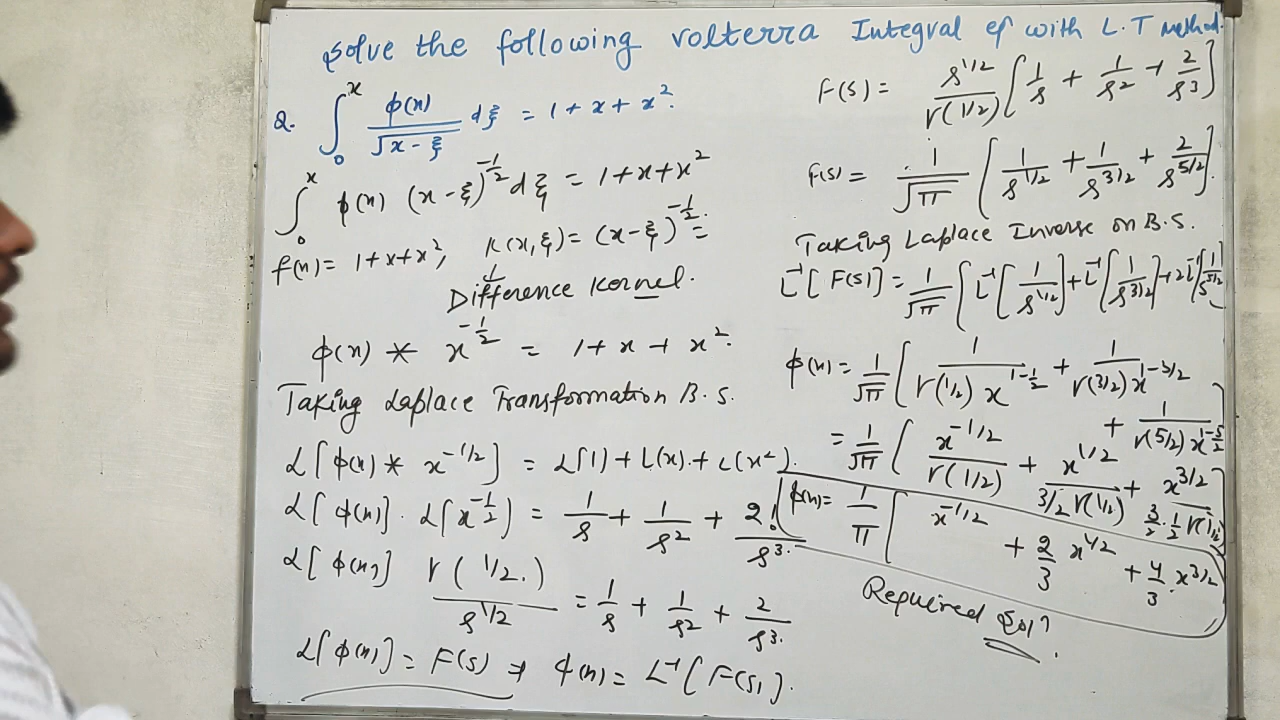 Solve the following volterra Integral eq with L.T method.
Q. ∫₀ˣ φ(x)/√(x-ξ) dξ = 1+x+x².
∫₀ˣ φ(x) (x-ξ)^(-1/2) dξ = 1+x+x²
f(x)= 1+x+x², K(x,ξ)= (x-ξ)^(-1/2).
Difference Kernel.
φ(x) * x^(-1/2) = 1+x+x².
Taking Laplace Transformation B.S.
L[φ(x) * x^(-1/2)] = L(1)+L(x)+L(x²).
L[φ(x)]. L[x^(-1/2)] = 1/s + 1/s² + 2!/s³.
L[φ(x)] Γ(1/2.)/s^(1/2) = 1/s + 1/s² + 2/s³.
L[φ(x)] = F(s) ⇒ φ(x)= L⁻¹[F(s)].
F(s)= s^(1/2)/Γ(1/2) [1/s + 1/s² + 2/s³]
F(s)= 1/√π [1/s^(1/2) + 1/s^(3/2) + 2/s^(5/2)].
Taking Laplace Inverse on B.S.
L⁻¹[F(s)] = 1/√π [L⁻¹[1/s^(1/2)] + L⁻¹[1/s^(3/2)] + 2L⁻¹[1/s^(5/2)]
φ(x)= 1/√π [1/(Γ(1/2) x^(1-1/2)) + 1/(Γ(3/2) x^(1-3/2))
+ 1/(Γ(5/2) x^(1-5/2))]
= 1/√π [x^(-1/2)/Γ(1/2) + x^(1/2)/(3/2 Γ(1/2)) + x^(3/2)/(3/2·1/2 Γ(1/2))]
φ(x)= 1/π [x^(-1/2) + 2/3 x^(1/2) + 4/3.x^(3/2)
Required Solⁿ.